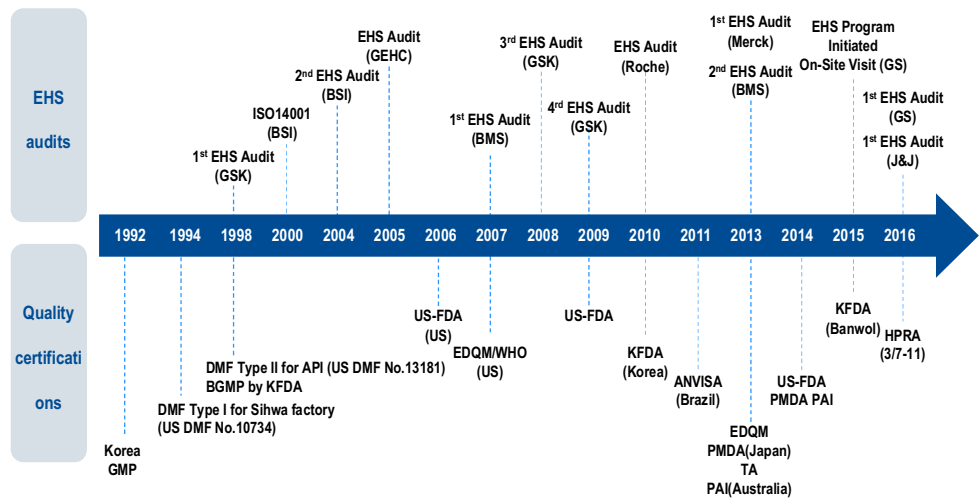 EHS
audits
1st EHS Audit
(GSK)
ISO14001
(BSI)
2nd EHS Audit
(BSI)
EHS Audit
(GEHC)
1st EHS Audit
(BMS)
3rd EHS Audit
(GSK)
4rd EHS Audit
(GSK)
EHS Audit
(Roche)
1st EHS Audit
(Merck)
2nd EHS Audit
(BMS)
EHS Program
Initiated
On-Site Visit (GS)
1st EHS Audit
(GS)
1st EHS Audit
(J&J)
1992 1994 1998 2000 2004 2005 2006 2007 2008 2009 2010 2011 2013 2014 2015 2016
Quality
certificati
ons
Korea
GMP
DMF Type I for Sihwa factory
(US DMF No.10734)
DMF Type II for API (US DMF No.13181)
BGMP by KFDA
US-FDA
(US)
EDQM/WHO
(US)
US-FDA
KFDA
(Korea)
ANVISA
(Brazil)
EDQM
PMDA(Japan)
TA
PAI(Australia)
US-FDA
PMDA PAI
KFDA
(Banwol)
HPRA
(3/7-11)